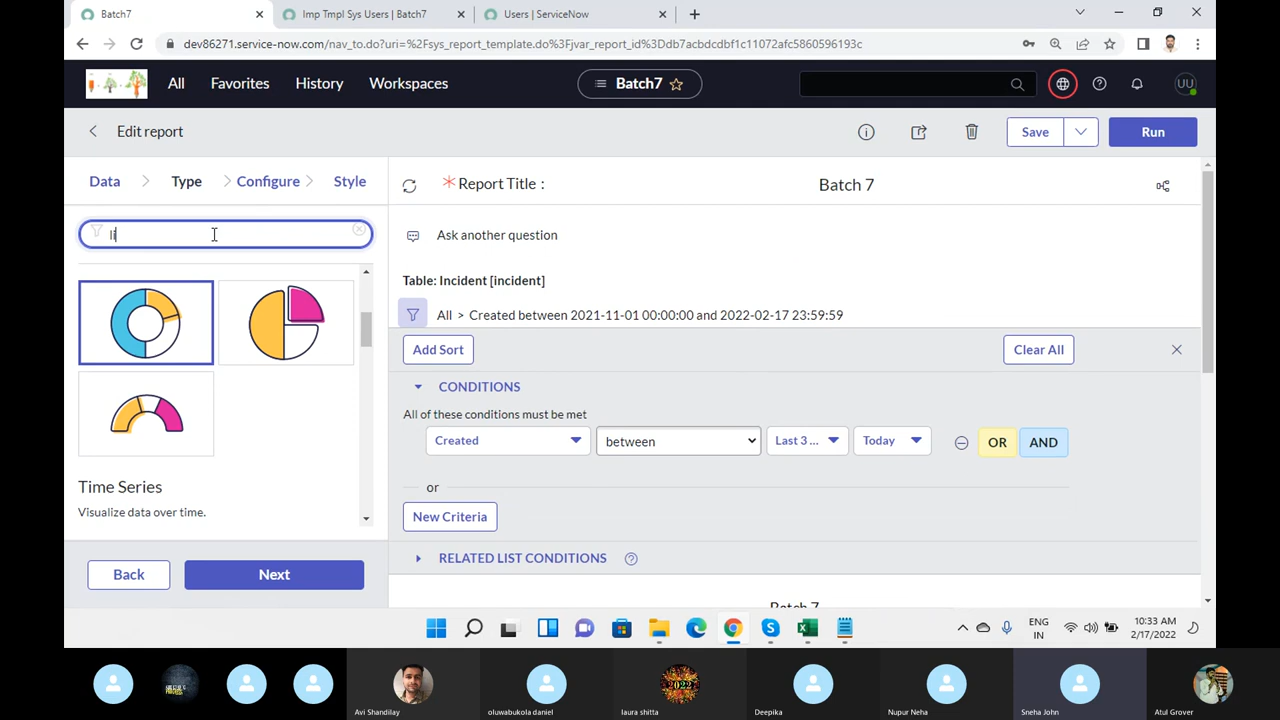 Batch7
Imp Tmpl Sys Users | Batch7
Users | ServiceNow
dev86271.service-now.com/nav_to.do?uri=%2Fsys_report_template.do%3Fjvar_report_id%3Ddb7acbdcdbf1c11072afc5860596193c
All
Favorites
History
Workspaces
Batch7
UU
Edit report
Save
Run
Data
Type
Configure
Style
Report Title :
Batch 7
li
Ask another question
Table: Incident [incident]
All > Created between 2021-11-01 00:00:00 and 2022-02-17 23:59:59
Add Sort
Clear All
CONDITIONS
All of these conditions must be met
Created
between
Last 3 ...
Today
OR
AND
or
New Criteria
Time Series
Visualize data over time.
RELATED LIST CONDITIONS
Back
Next
Batch 7
ENG
IN
10:33 AM
2/17/2022
Avi Shandilay
oluwabukola daniel
laura shitta
Deepika
Nupur Neha
Sneha John
Atul Grover
2022